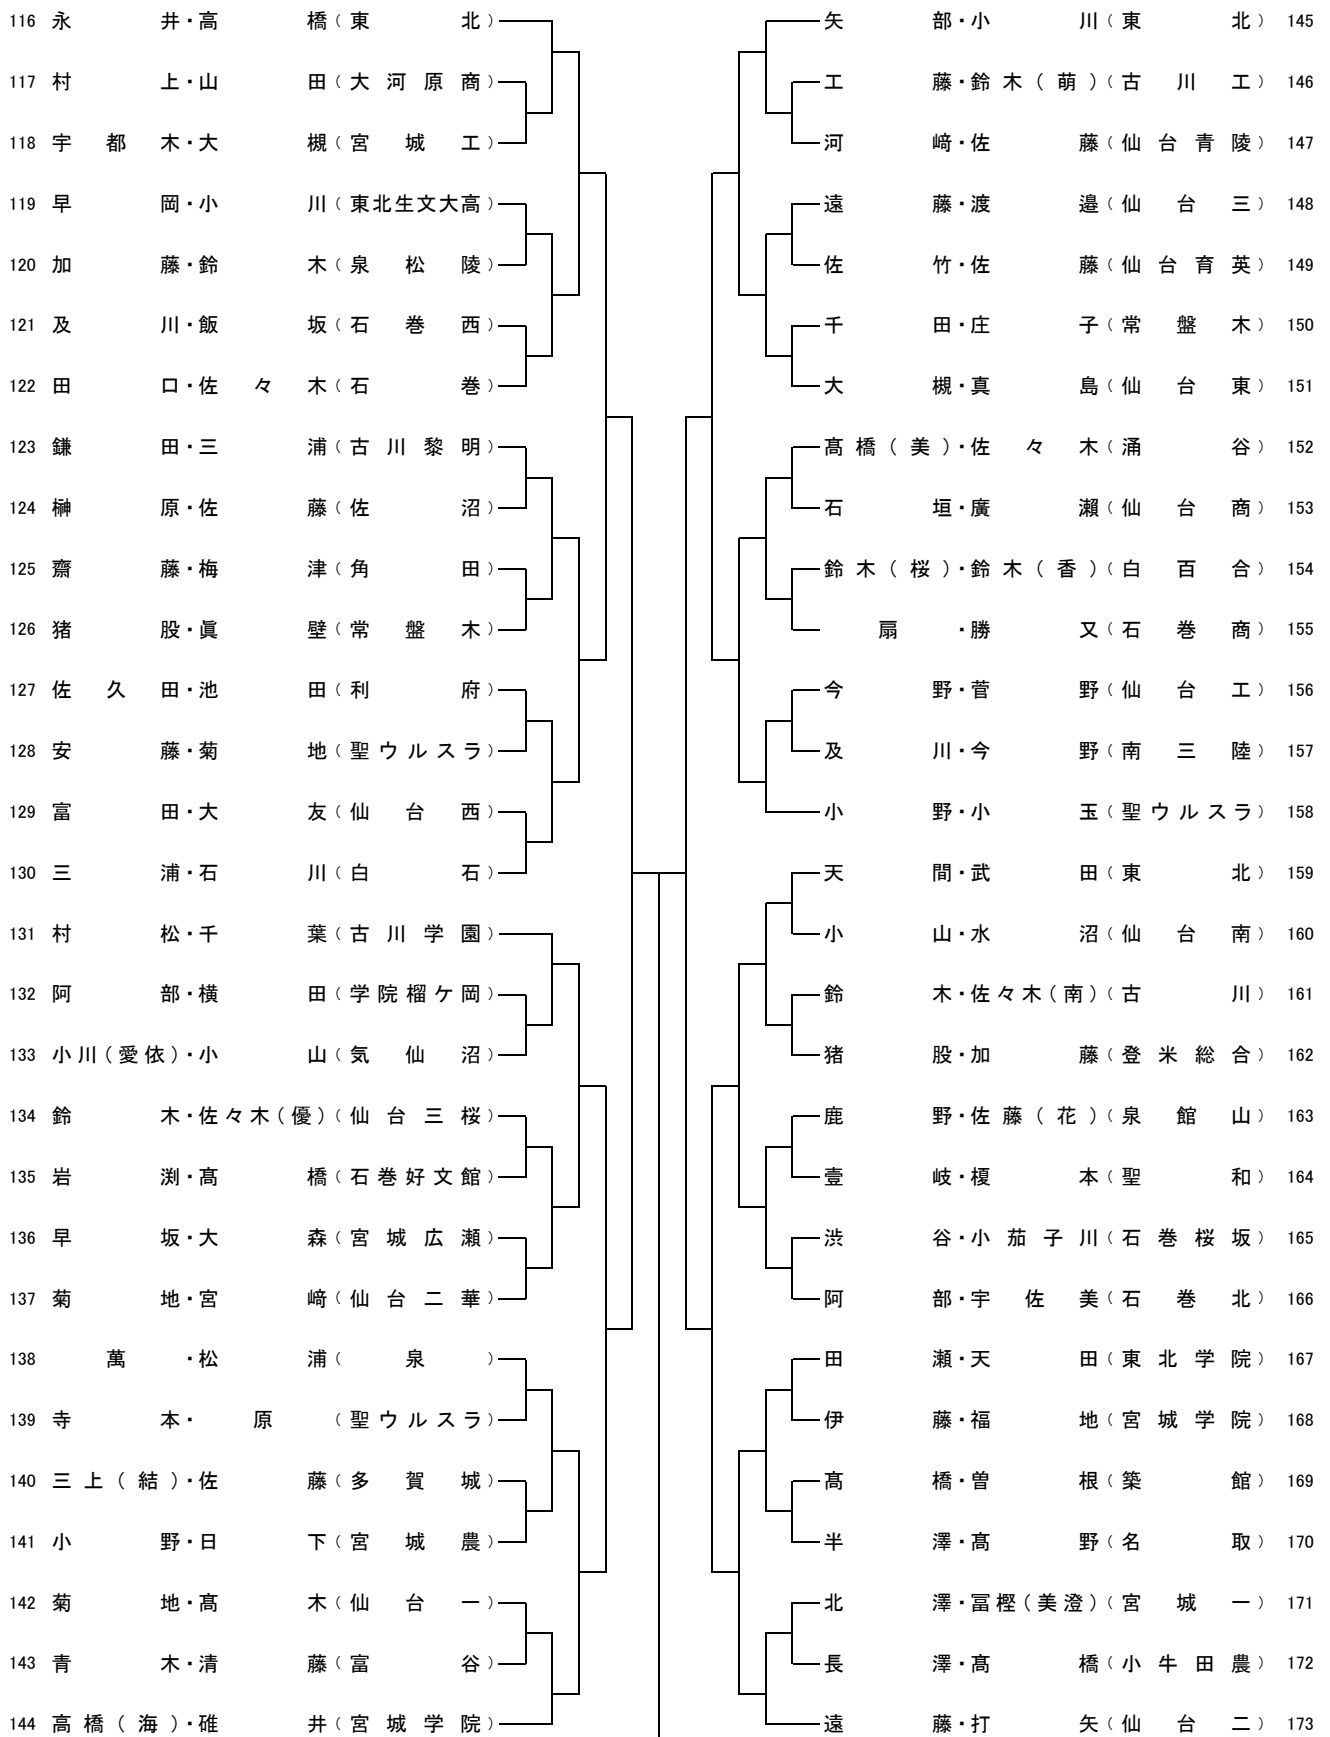 116 永井・高橋（東北）
117 村上・山田（大河原商）
118 宇都木・大槻（宮城工）
119 早岡・小川（東北生文大高）
120 加藤・鈴木（泉松陵）
121 及川・飯坂（石巻西）
122 田口・佐々木（石巻）
123 鎌田・三浦（古川黎明）
124 榊原・佐藤（佐沼）
125 齋藤・梅津（角田）
126 猪股・眞壁（常盤木）
127 佐久田・池田（利府）
128 安藤・菊地（聖ウルスラ）
129 富田・大友（仙台西）
130 三浦・石川（白石）
131 村松・千葉（古川学園）
132 阿部・横田（学院榴ケ岡）
133 小川(愛依)・小山（気仙沼）
134 鈴木・佐々木(優)（仙台三桜）
135 岩渕・髙橋（石巻好文館）
136 早坂・大森（宮城広瀬）
137 菊地・宮﨑（仙台二華）
138 萬・松浦（泉）
139 寺本・原（聖ウルスラ）
140 三上(結)・佐藤（多賀城）
141 小野・日下（宮城農）
142 菊地・髙木（仙台一）
143 青木・清藤（富谷）
144 高橋(海)・碓井（宮城学院）
矢部・小川（東北）145
工藤・鈴木(萌)（古川工）146
河﨑・佐藤（仙台青陵）147
遠藤・渡邉（仙台三）148
佐竹・佐藤（仙台育英）149
千田・庄子（常盤木）150
大槻・真島（仙台東）151
髙橋(美)・佐々木（涌谷）152
石垣・廣瀨（仙台商）153
鈴木(桜)・鈴木(香)（白百合）154
扇・勝又（石巻商）155
今野・菅野（仙台工）156
及川・今野（南三陸）157
小野・小玉（聖ウルスラ）158
天間・武田（東北）159
小山・水沼（仙台南）160
鈴木・佐々木(南)（古川）161
猪股・加藤（登米総合）162
鹿野・佐藤(花)（泉館山）163
壹岐・榎本（聖和）164
渋谷・小茄子川（石巻桜坂）165
阿部・宇佐美（石巻北）166
田瀬・天田（東北学院）167
伊藤・福地（宮城学院）168
髙橋・曽根（築館）169
半澤・髙野（名取）170
北澤・冨樫(美澄)（宮城一）171
長澤・髙橋（小牛田農）172
遠藤・打矢（仙台二）173